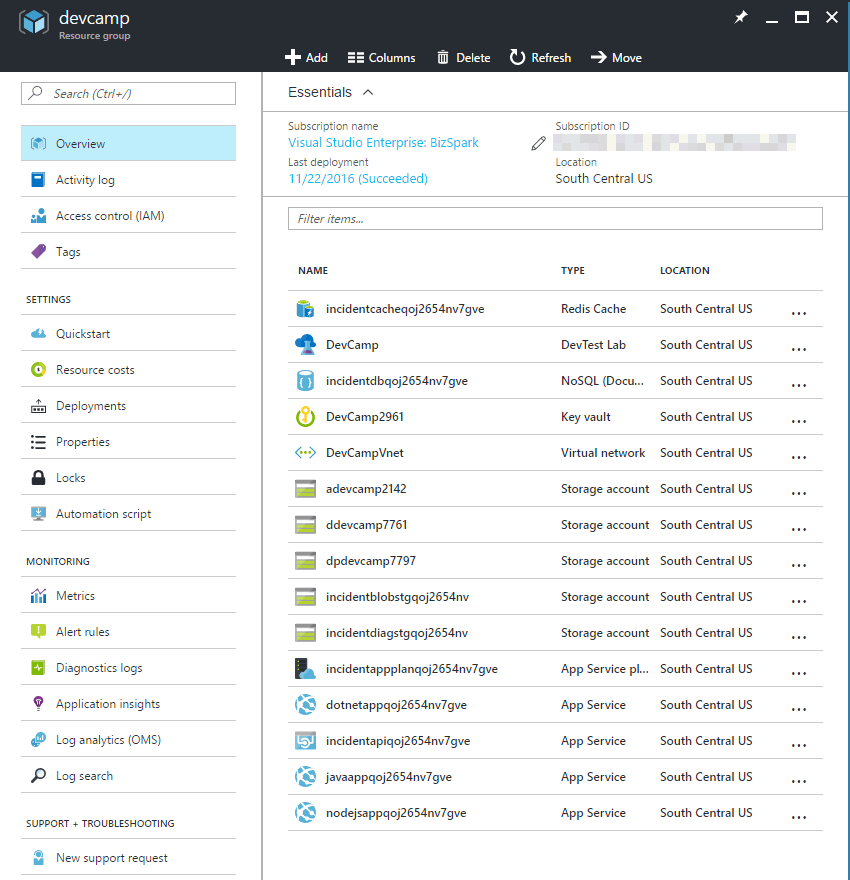 devcamp
Resource group
Add Columns Delete Refresh Move
Search (Ctrl+/)
Overview
Activity log
Access control (IAM)
Tags
SETTINGS
Quickstart
Resource costs
Deployments
Properties
Locks
Automation script
MONITORING
Metrics
Alert rules
Diagnostics logs
Application insights
Log analytics (OMS)
Log search
SUPPORT + TROUBLESHOOTING
New support request
Essentials
Subscription name
Visual Studio Enterprise: BizSpark
Last deployment
11/22/2016 (Succeeded)
Subscription ID
Location
South Central US
Filter items...
NAME TYPE LOCATION
incidentcacheqoj2654nv7gve Redis Cache South Central US ...
DevCamp DevTest Lab South Central US ...
incidentdbqoj2654nv7gve NoSQL (Docu... South Central US ...
DevCamp2961 Key vault South Central US ...
DevCampVnet Virtual network South Central US ...
adevcamp2142 Storage account South Central US ...
ddevcamp7761 Storage account South Central US ...
dpdevcamp7797 Storage account South Central US ...
incidentblobstgqoj2654nv Storage account South Central US ...
incidentdiagstgqoj2654nv Storage account South Central US ...
incidentappplanqoj2654nv7gve App Service pl... South Central US ...
dotnetappqoj2654nv7gve App Service South Central US ...
incidentapiqoj2654nv7gve App Service South Central US ...
javaappqoj2654nv7gve App Service South Central US ...
nodejsappqoj2654nv7gve App Service South Central US ...